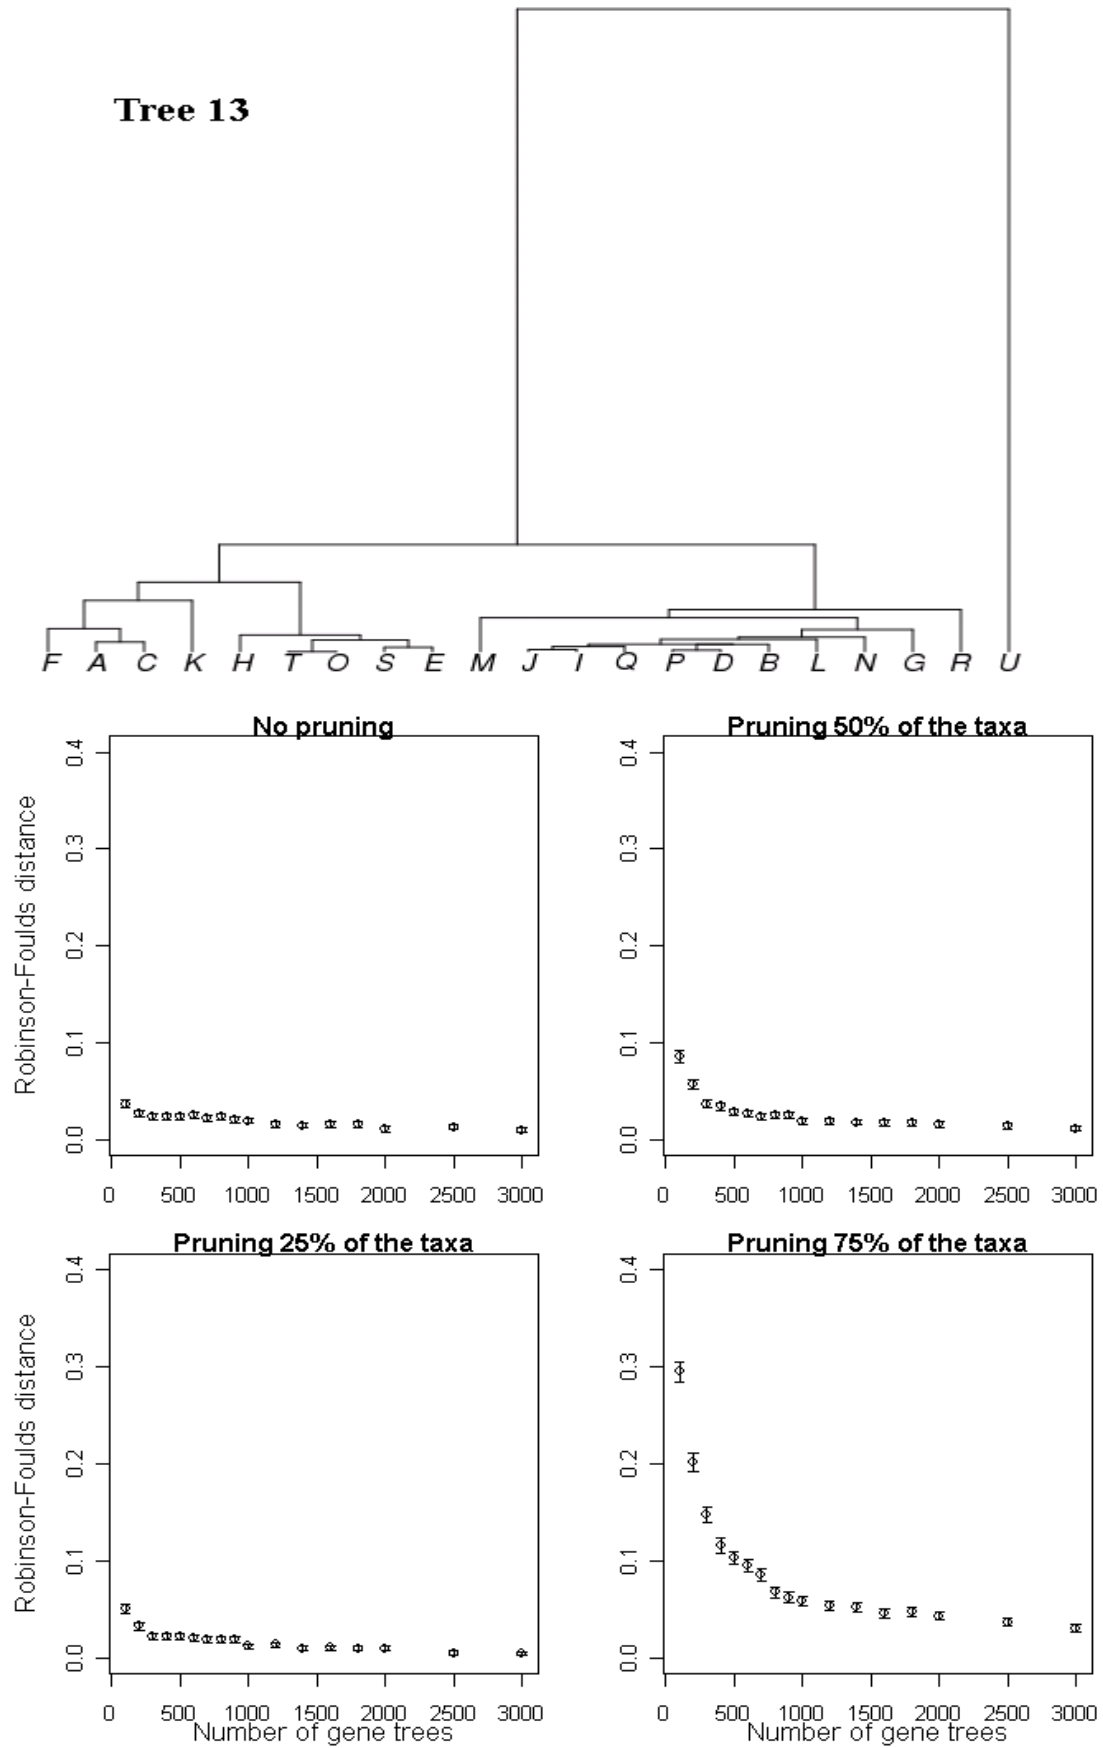 Tree 13
F A C K H T O S E M J I Q P D B L N G R U
No pruning
Pruning 50% of the taxa
Robinson-Foulds distance
0.4
0.3
0.2
0.1
0.0
0 500 1000 1500 2000 3000
0.4
0.3
0.2
0.1
0.0
0 500 1000 1500 2000 3000
Pruning 25% of the taxa
Pruning 75% of the taxa
Robinson-Foulds distance
0.4
0.3
0.2
0.1
0.0
0 500 1000 1500 2000 3000
Number of gene trees
0.4
0.3
0.2
0.1
0.0
0 500 1000 1500 2000 3000
Number of gene trees